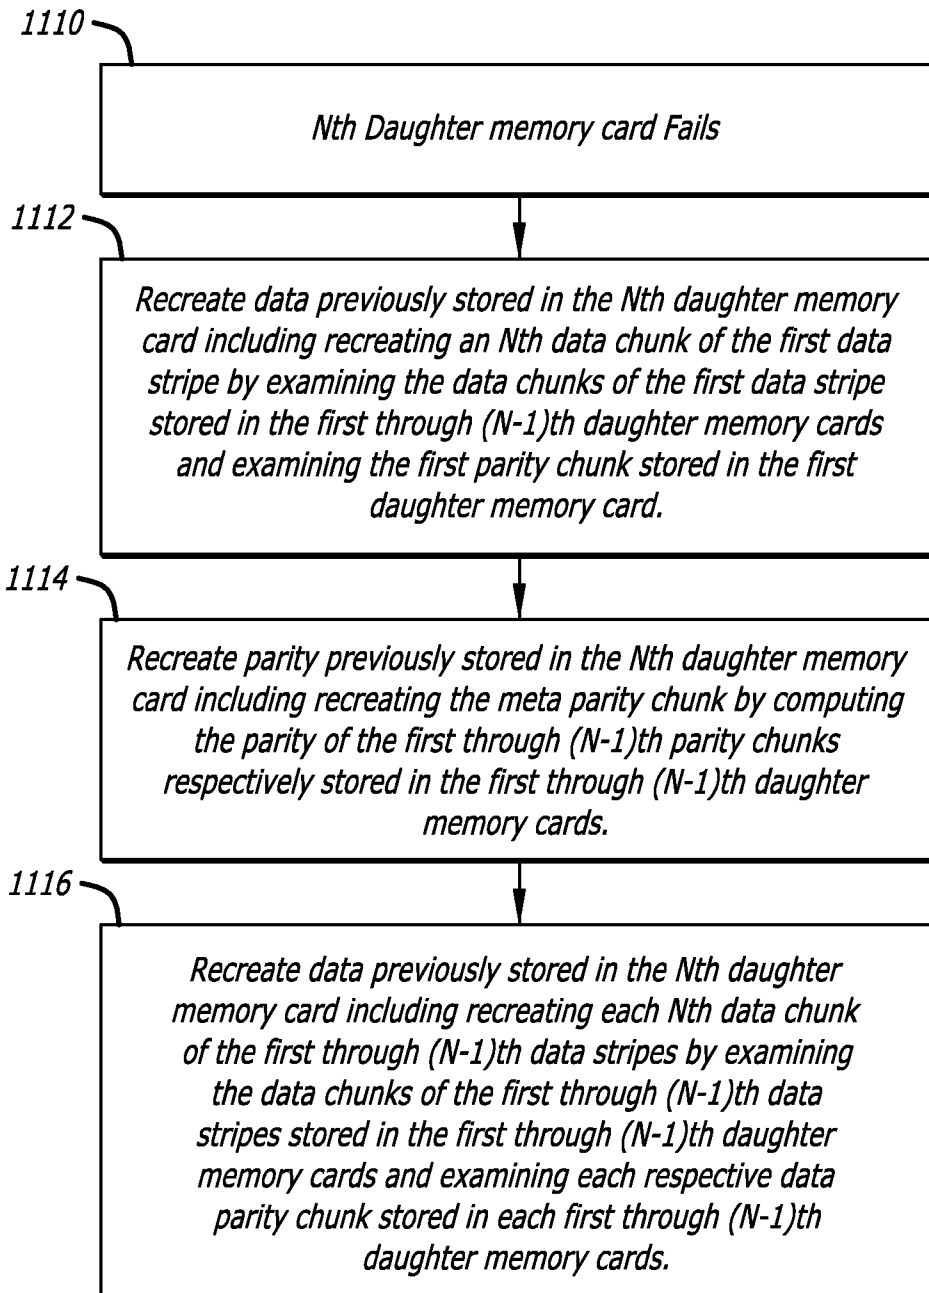 1110
Nth Daughter memory card Fails
1112
Recreate data previously stored in the Nth daughter memory
card including recreating an Nth data chunk of the first data
stripe by examining the data chunks of the first data stripe
stored in the first through (N-1)th daughter memory cards
and examining the first parity chunk stored in the first
daughter memory card.
1114
Recreate parity previously stored in the Nth daughter memory
card including recreating the meta parity chunk by computing
the parity of the first through (N-1)th parity chunks
respectively stored in the first through (N-1)th daughter
memory cards.
1116
Recreate data previously stored in the Nth daughter
memory card including recreating each Nth data chunk
of the first through (N-1)th data stripes by examining
the data chunks of the first through (N-1)th data
stripes stored in the first through (N-1)th daughter
memory cards and examining each respective data
parity chunk stored in each first through (N-1)th
daughter memory cards.